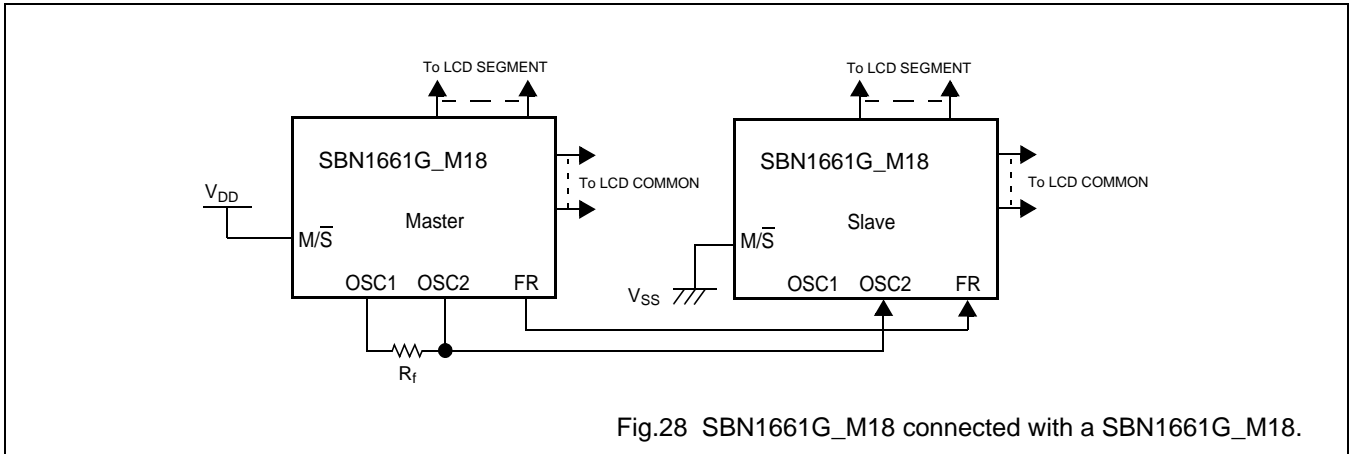 To LCD SEGMENT
SBN1661G_M18
To LCD COMMON
VDD
Master
M/S̅
OSC1 OSC2 FR
Rf
To LCD SEGMENT
SBN1661G_M18
To LCD COMMON
Slave
M/S̅
VSS
OSC1 OSC2 FR
Fig.28 SBN1661G_M18 connected with a SBN1661G_M18.